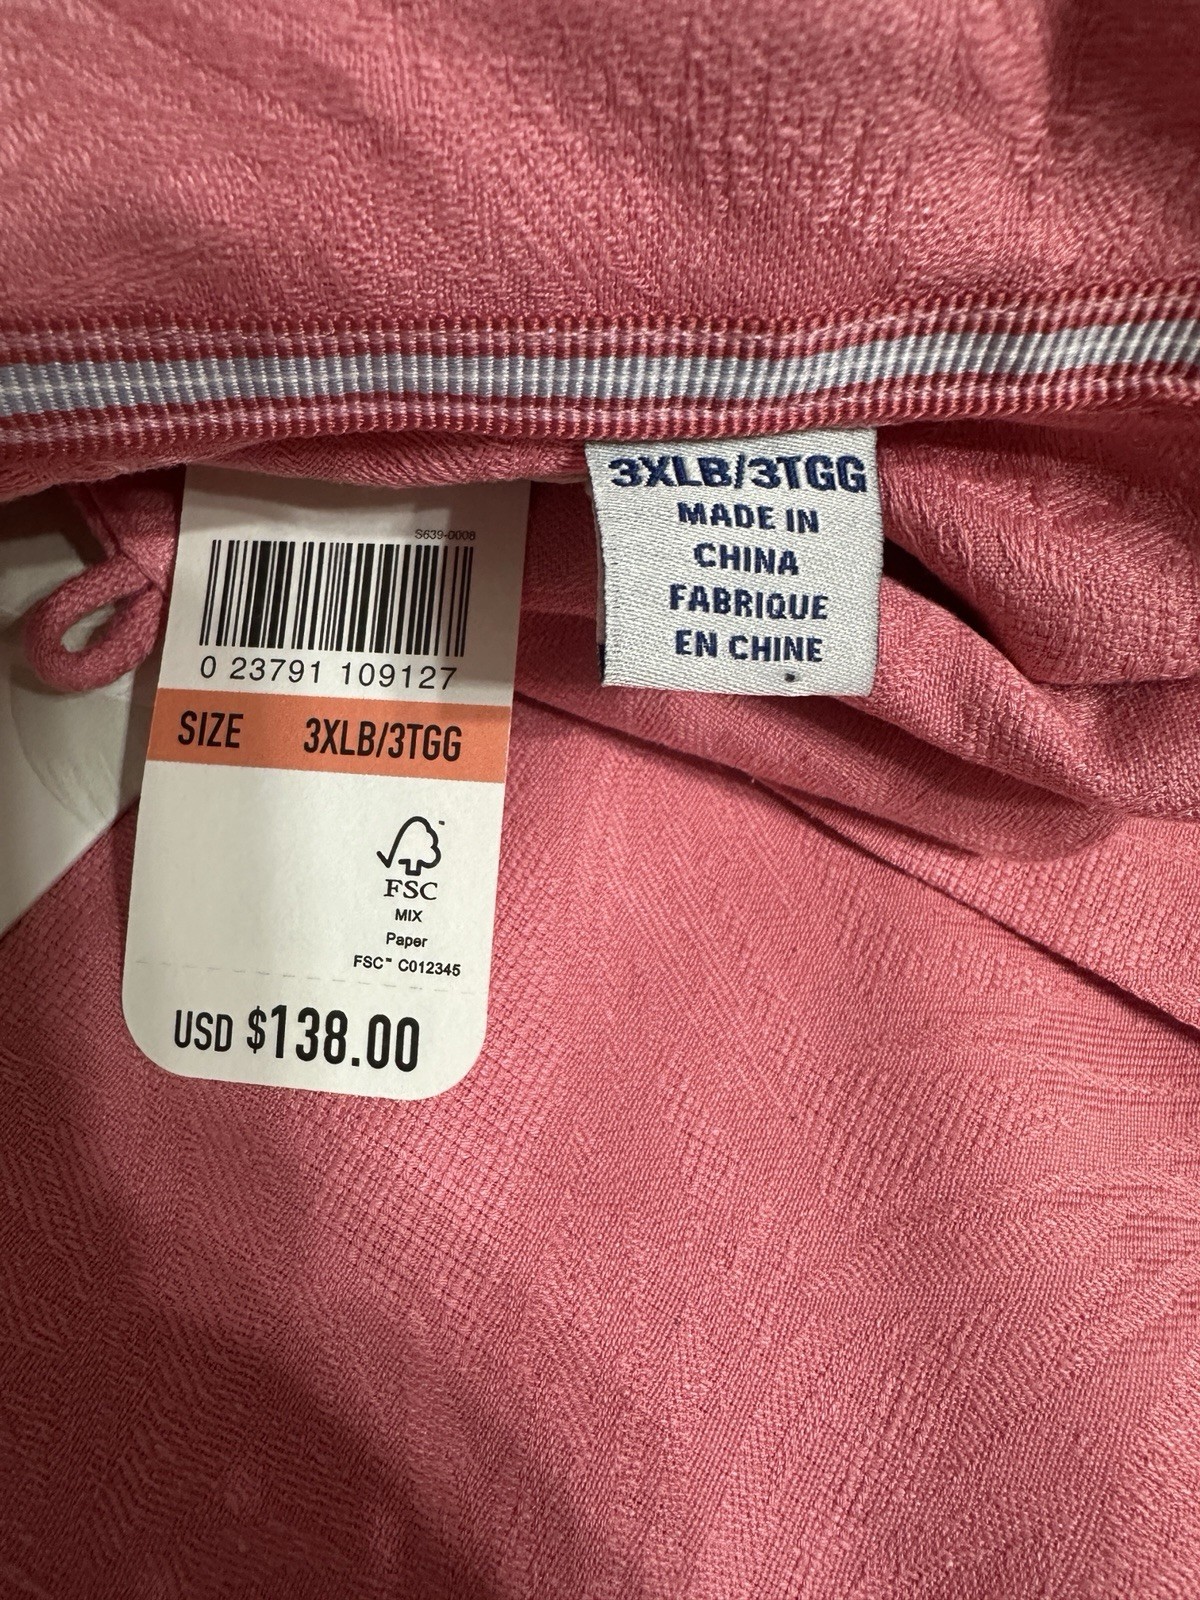 S639-0008
0 23791 109127
SIZE 3XLB/3TGG
FSC
MIX
Paper
FSC™ C012345
USD $138.00
3XLB/3TGG
MADE IN
CHINA
FABRIQUE
EN CHINE